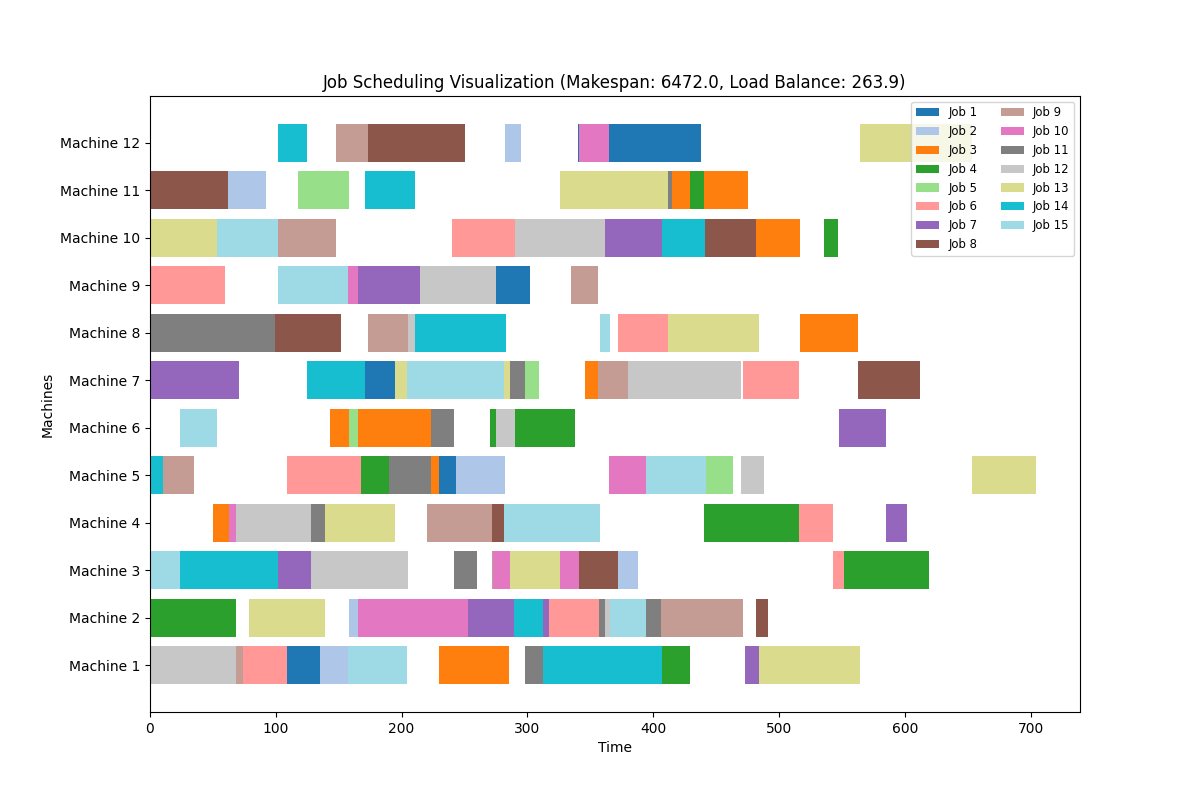 Job Scheduling Visualization (Makespan: 6472.0, Load Balance: 263.9)
Job 1
Job 2
Job 3
Job 4
Job 5
Job 6
Job 7
Job 8
Job 9
Job 10
Job 11
Job 12
Job 13
Job 14
Job 15
Machine 12
Machine 11
Machine 10
Machine 9
Machine 8
Machine 7
Machine 6
Machine 5
Machine 4
Machine 3
Machine 2
Machine 1
Machines
0 100 200 300 400 500 600 700
Time